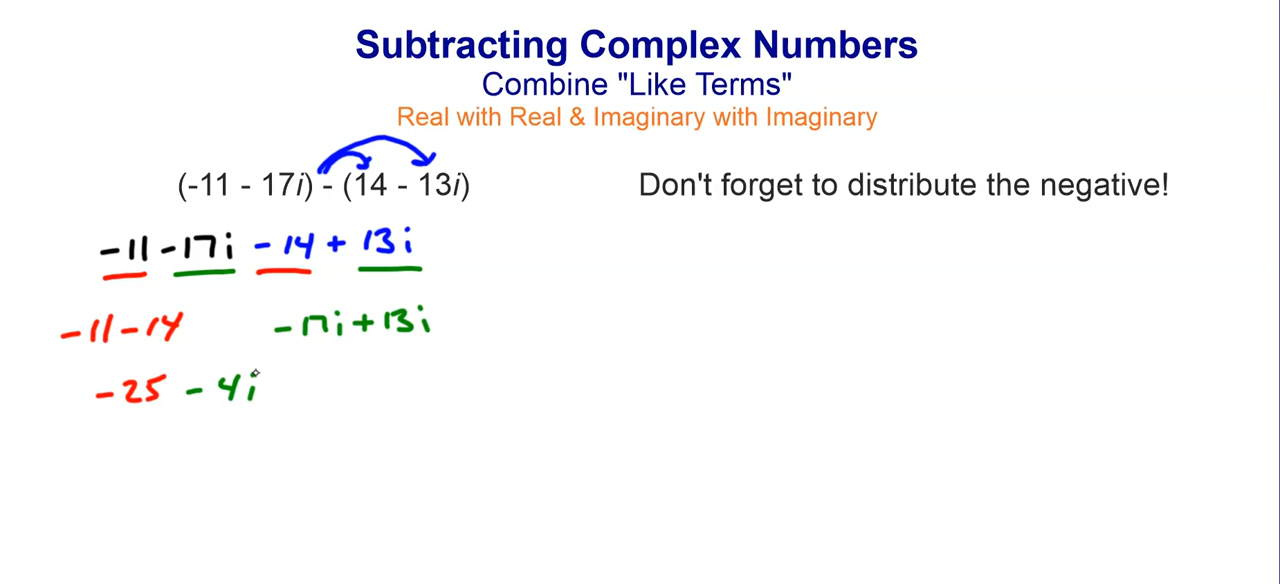 Subtracting Complex Numbers
Combine "Like Terms"
Real with Real & Imaginary with Imaginary
(-11 - 17i) - (14 - 13i)
Don't forget to distribute the negative!
-11 -17i -14 + 13i
-11 -14
-17i + 13i
-25 - 4i